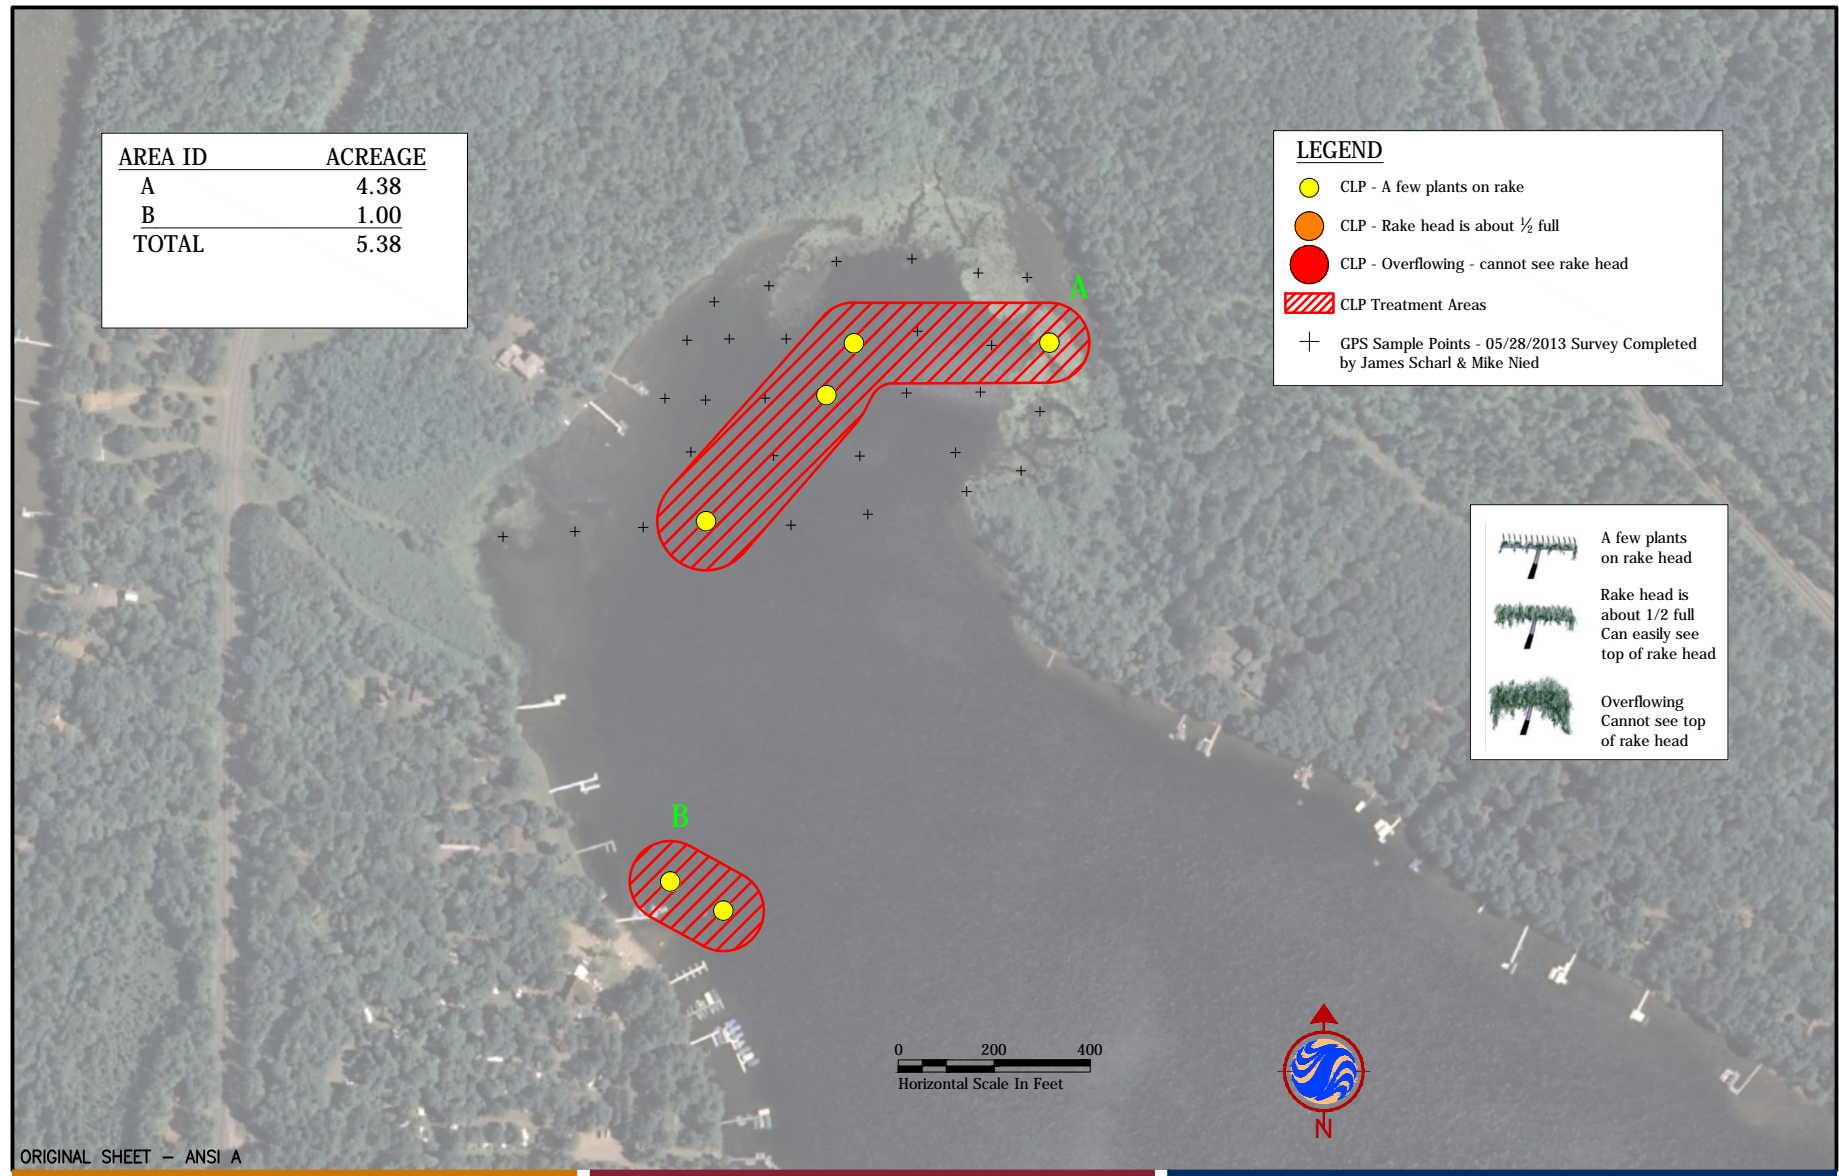 AREA ID ACREAGE
A 4.38
B 1.00
TOTAL 5.38
LEGEND
CLP - A few plants on rake
CLP - Rake head is about ½ full
CLP - Overflowing - cannot see rake head
CLP Treatment Areas
GPS Sample Points - 05/28/2013 Survey Completed
by James Scharl & Mike Nied
A
A few plants
on rake head
Rake head is
about 1/2 full
Can easily see
top of rake head
Overflowing
Cannot see top
of rake head
B
0 200 400
Horizontal Scale In Feet
N
ORIGINAL SHEET - ANSI A